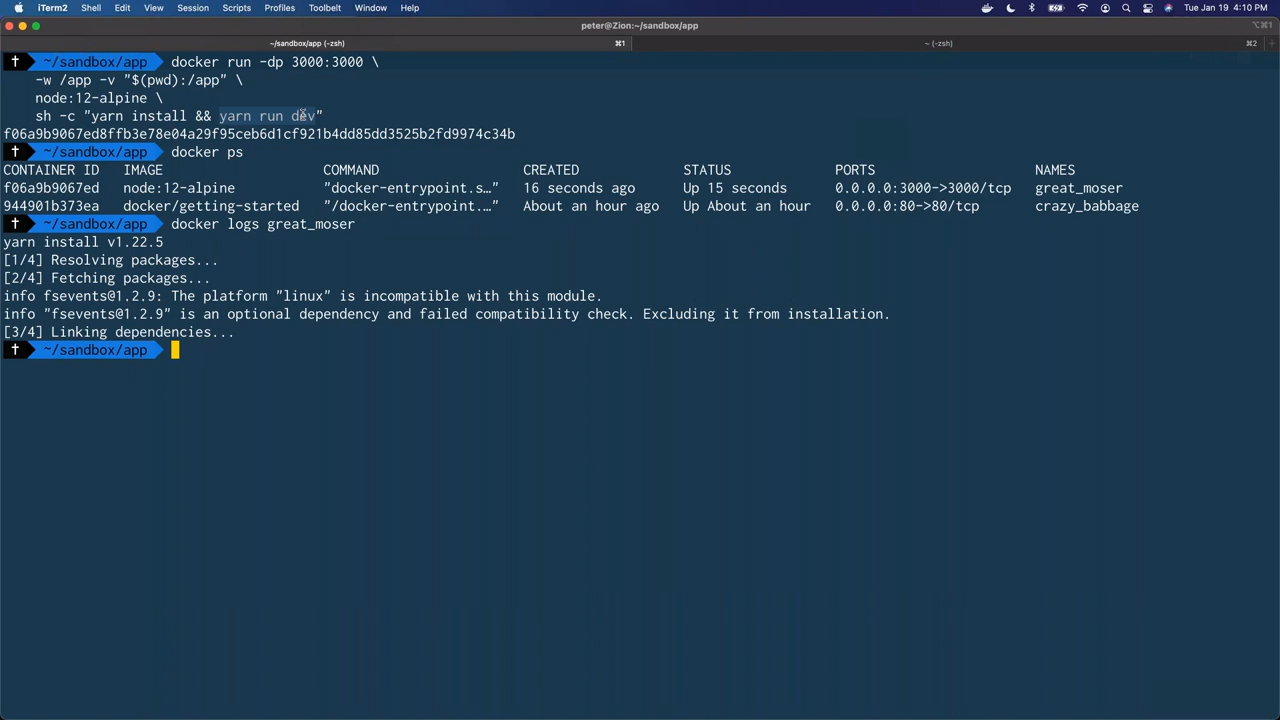 iTerm2 Shell Edit View Session Scripts Profiles Toolbelt Window Help Tue Jan 19 4:10 PM
peter@Zion:~/sandbox/app ⌥⌘1
~/sandbox/app (-zsh) ⌘1 ~ (-zsh) ⌘2 +
† ~/sandbox/app docker run -dp 3000:3000 \
-w /app -v "$(pwd):/app" \
node:12-alpine \
sh -c "yarn install && yarn run dev"
f06a9b9067ed8ffb3e78e04a29f95ceb6d1cf921b4dd85dd3525b2fd9974c34b
† ~/sandbox/app docker ps
CONTAINER ID IMAGE COMMAND CREATED STATUS PORTS NAMES
f06a9b9067ed node:12-alpine "docker-entrypoint.s…" 16 seconds ago Up 15 seconds 0.0.0.0:3000->3000/tcp great_moser
944901b373ea docker/getting-started "/docker-entrypoint.…" About an hour ago Up About an hour 0.0.0.0:80->80/tcp crazy_babbage
† ~/sandbox/app docker logs great_moser
yarn install v1.22.5
[1/4] Resolving packages...
[2/4] Fetching packages...
info fsevents@1.2.9: The platform "linux" is incompatible with this module.
info "fsevents@1.2.9" is an optional dependency and failed compatibility check. Excluding it from installation.
[3/4] Linking dependencies...
† ~/sandbox/app